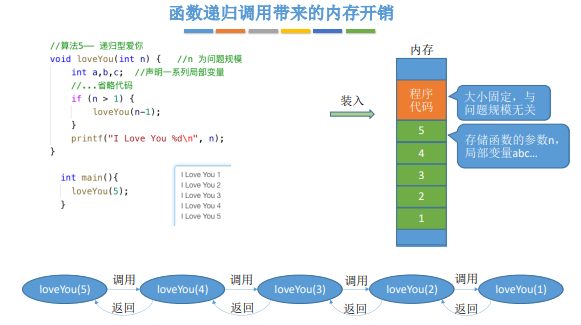 函数递归调用带来的内存开销
//算法5—— 递归型爱你
void loveYou(int n) {   //n 为问题规模
    int a,b,c;  //声明一系列局部变量
    //...省略代码
    if (n > 1) {
        loveYou(n-1);
    }
    printf("I Love You %d\n", n);
}
int main(){
    loveYou(5);
}
I Love You 1
I Love You 2
I Love You 3
I Love You 4
I Love You 5
装入
内存
程序
代码
5
4
3
2
1
大小固定，与
问题规模无关
存储函数的参数n，
局部变量abc…
loveYou(5)
调用
返回
loveYou(4)
调用
返回
loveYou(3)
调用
返回
loveYou(2)
调用
返回
loveYou(1)